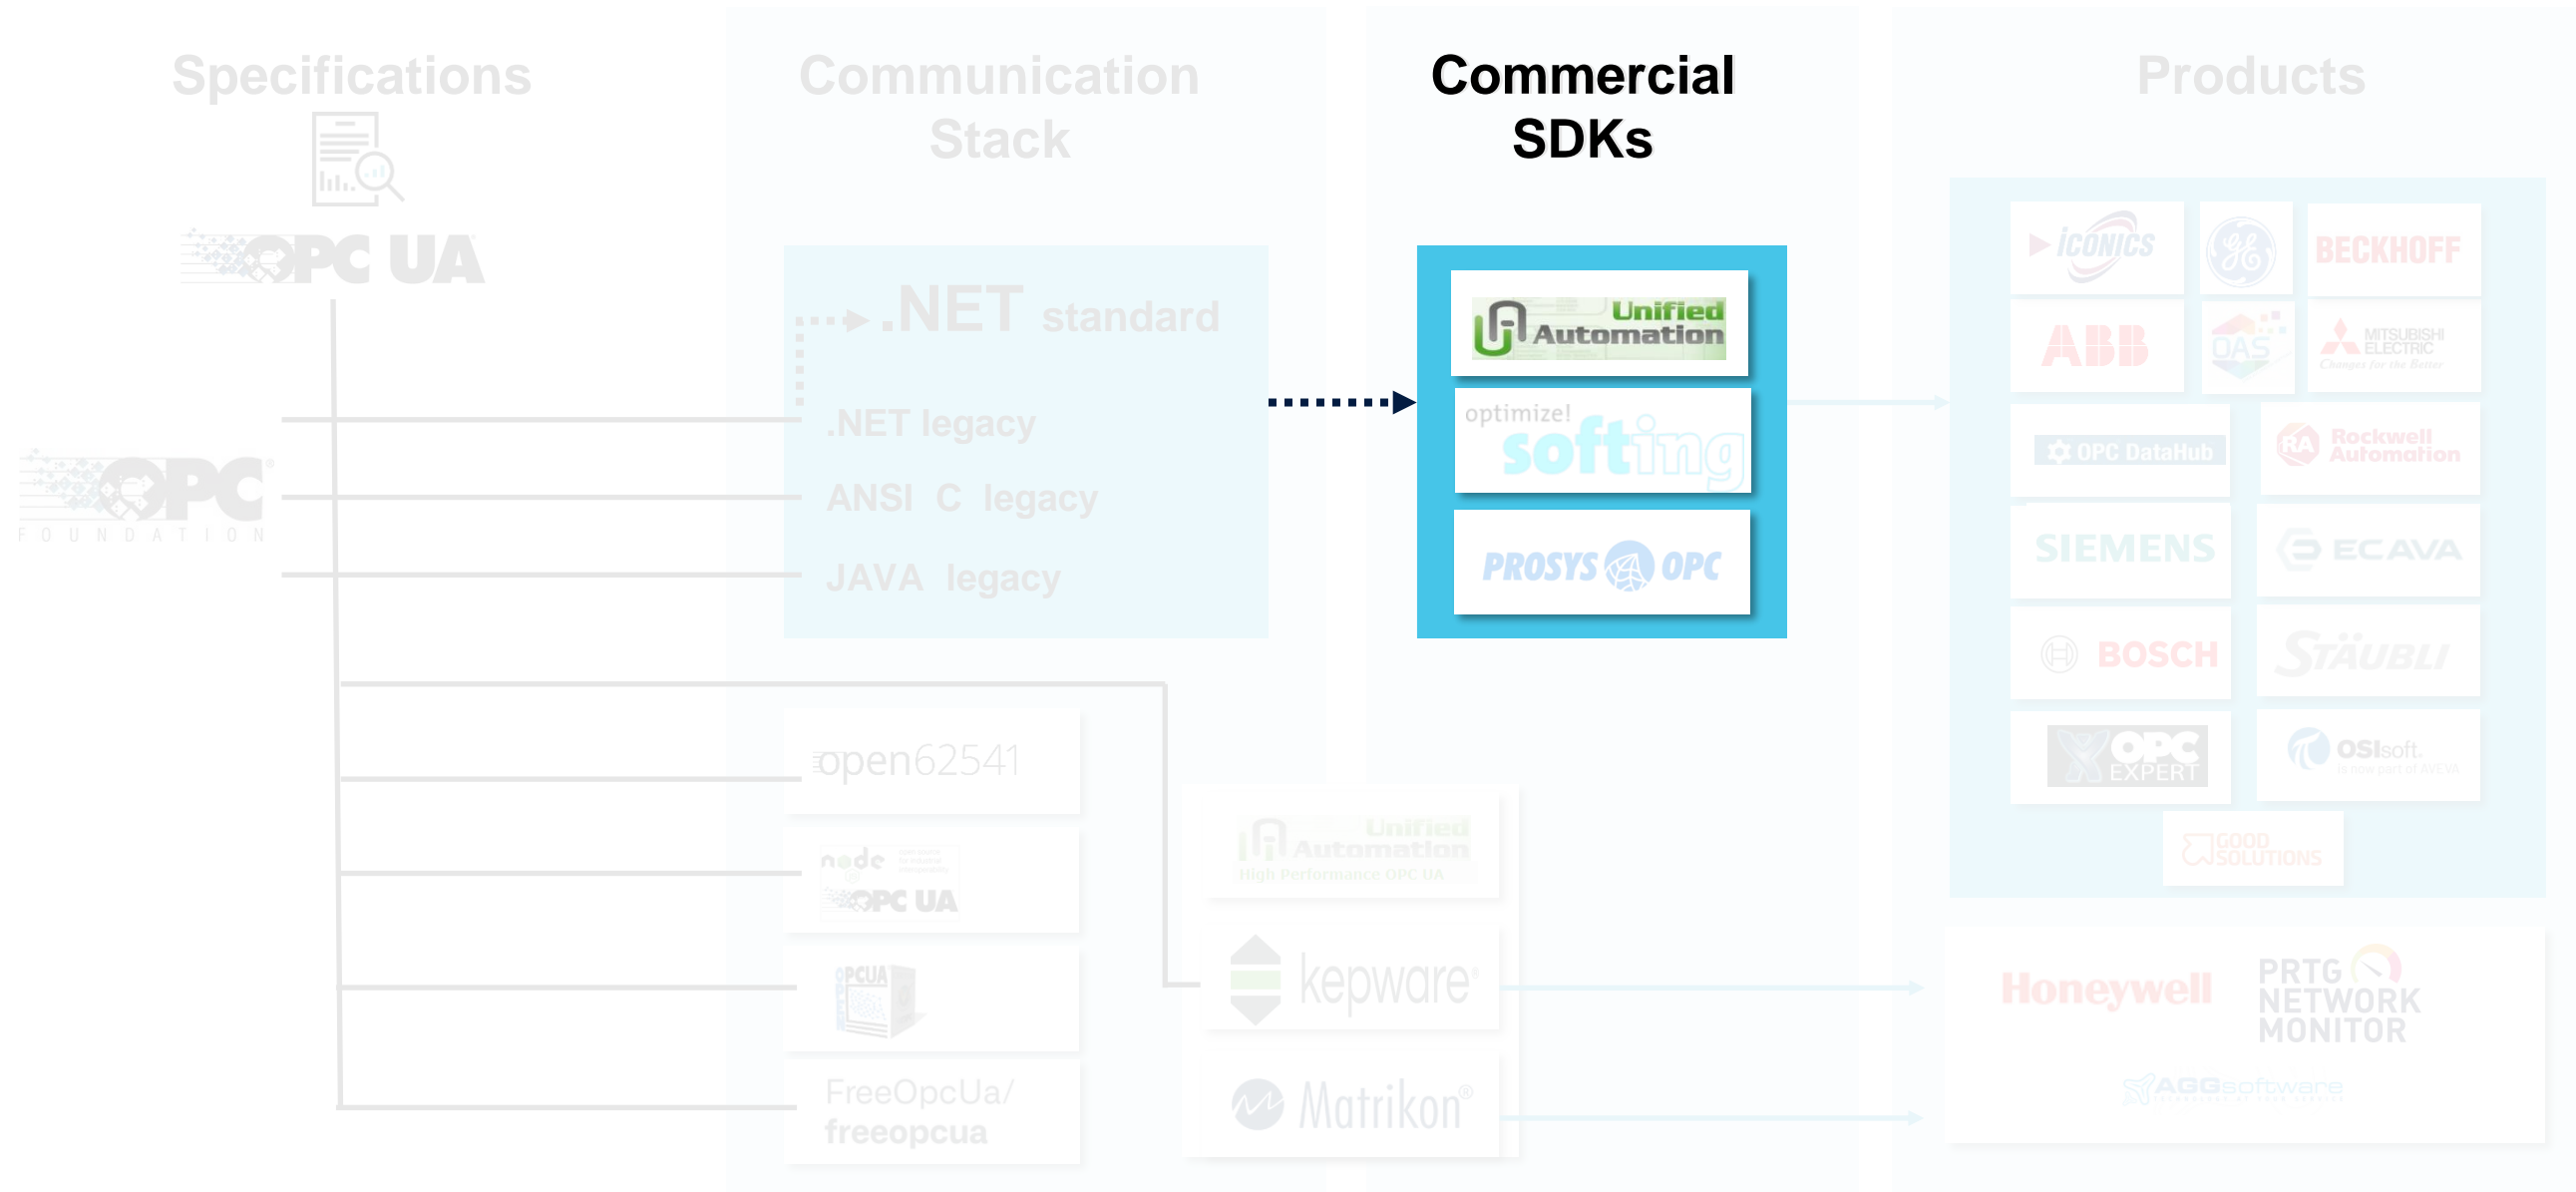 Specifications
OPC UA
OPC®
FOUNDATION
Communication
Stack
.NET standard
.NET legacy
ANSI C legacy
JAVA legacy
open62541
node
OPC UA
OPCUA
FreeOpcUa/
freeopcua
Commercial
SDKs
Unified
Automation
optimize!
softing
PROSYS OPC
Unified
Automation
High Performance OPC UA
kepware®
Matrikon®
Products
ICONICS
GE
BECKHOFF
ABB
OAS
MITSUBISHI
ELECTRIC
Changes for the Better
OPC DataHub
RA Rockwell
Automation
SIEMENS
ECAVA
BOSCH
STÄUBLI
OPC
EXPERT
OSIsoft.
is now part of AVEVA
GOOD
SOLUTIONS
Honeywell
PRTG
NETWORK
MONITOR
AGGsoftware